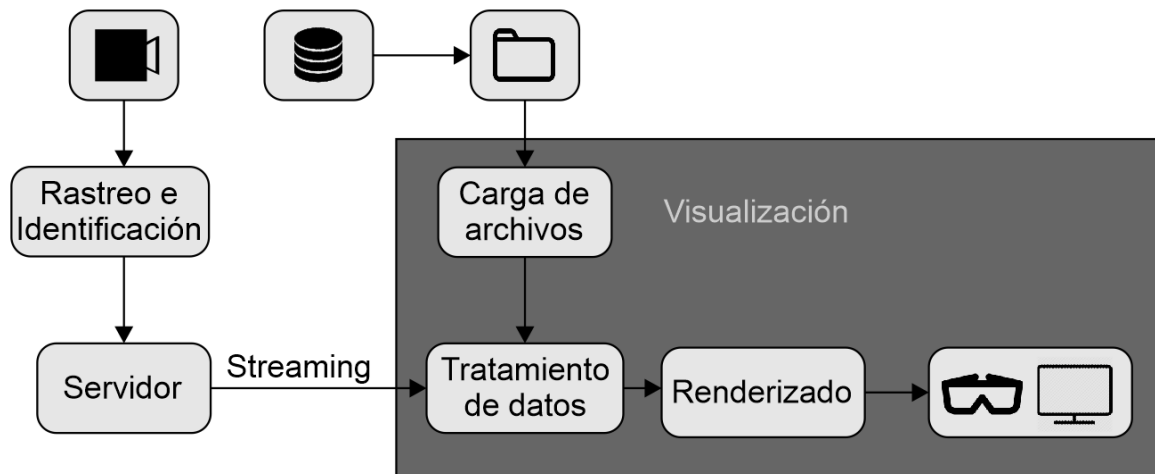 Rastreo e
Identificación
Carga de
archivos
Visualización
Servidor
Streaming
Tratamiento
de datos
Renderizado